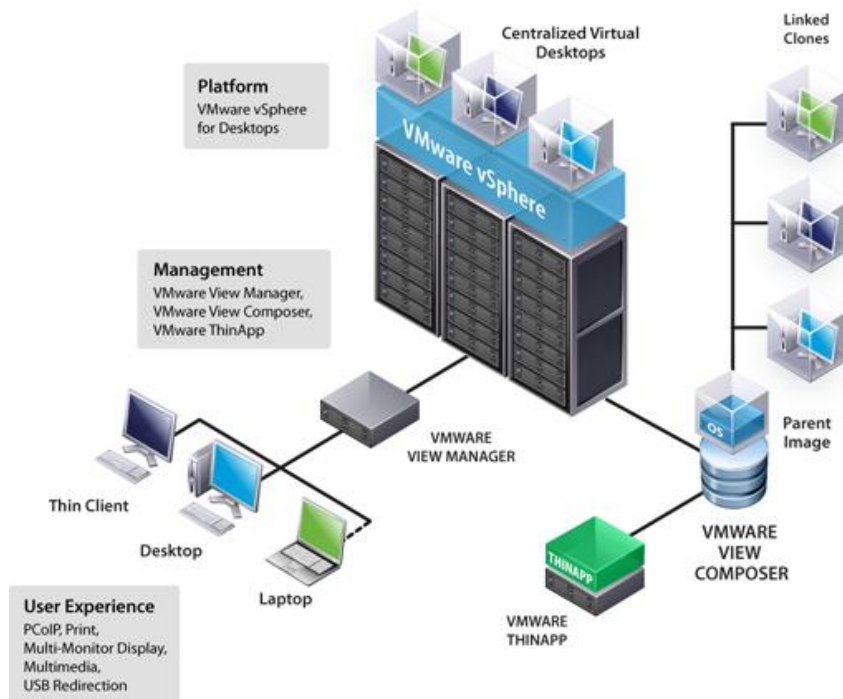 Centralized Virtual
Desktops
Linked
Clones
Platform
VMware vSphere
for Desktops
VMware vSphere
Management
VMware View Manager,
VMware View Composer,
VMware ThinApp
OS
Parent
Image
VMWARE
VIEW MANAGER
Thin Client
Desktop
Laptop
THINAPP
VMWARE
THINAPP
VMWARE
VIEW
COMPOSER
User Experience
PCoIP, Print,
Multi-Monitor Display,
Multimedia,
USB Redirection